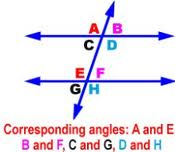 A B
C D
E F
G H
Corresponding angles: A and E
B and F, C and G, D and H